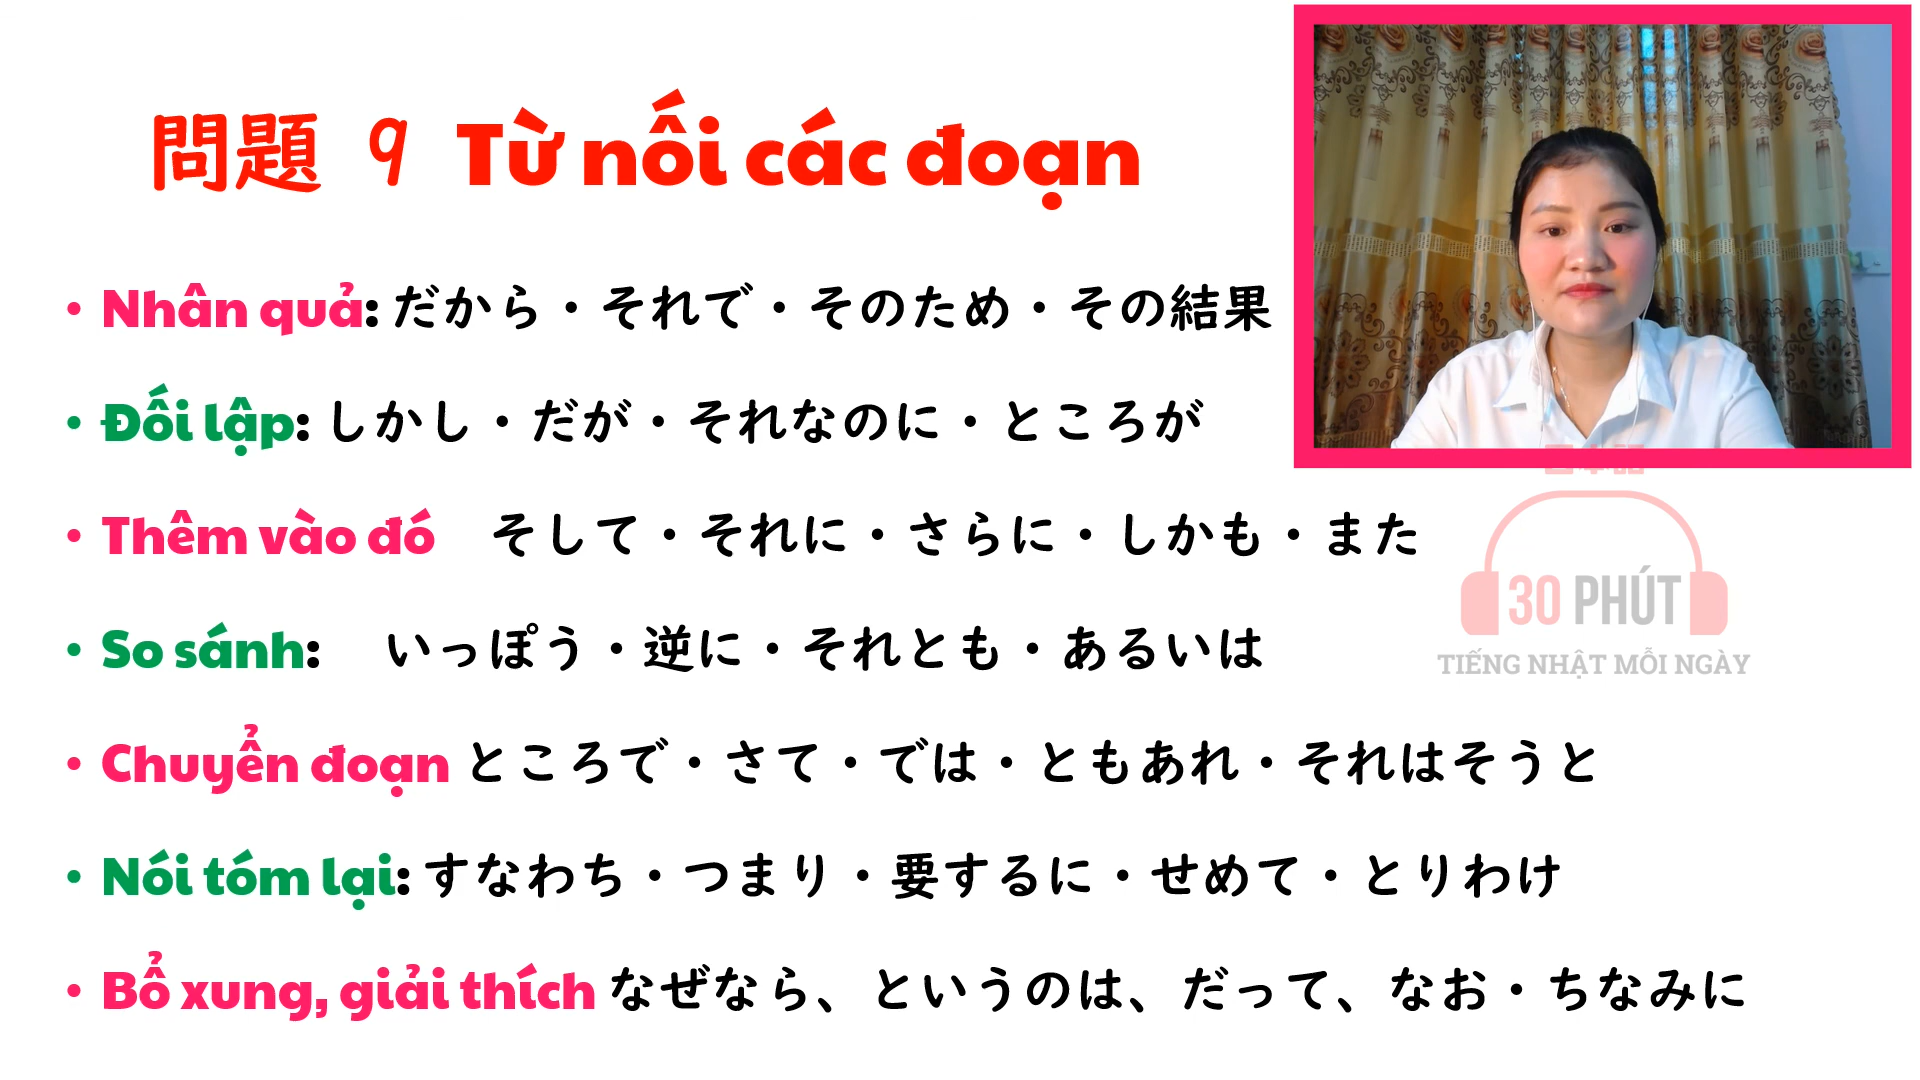 問題 9 Từ nối các đoạn
• Nhân quả: だから・それで・そのため・その結果
• Đối lập: しかし・だが・それなのに・ところが
• Thêm vào đó　そして・それに・さらに・しかも・また
• So sánh:　いっぽう・逆に・それとも・あるいは
• Chuyển đoạn ところで・さて・では・ともあれ・それはそうと
• Nói tóm lại: すなわち・つまり・要するに・せめて・とりわけ
• Bổ xung, giải thích なぜなら、というのは、だって、なお・ちなみに
30 PHÚT
TIẾNG NHẬT MỖI NGÀY